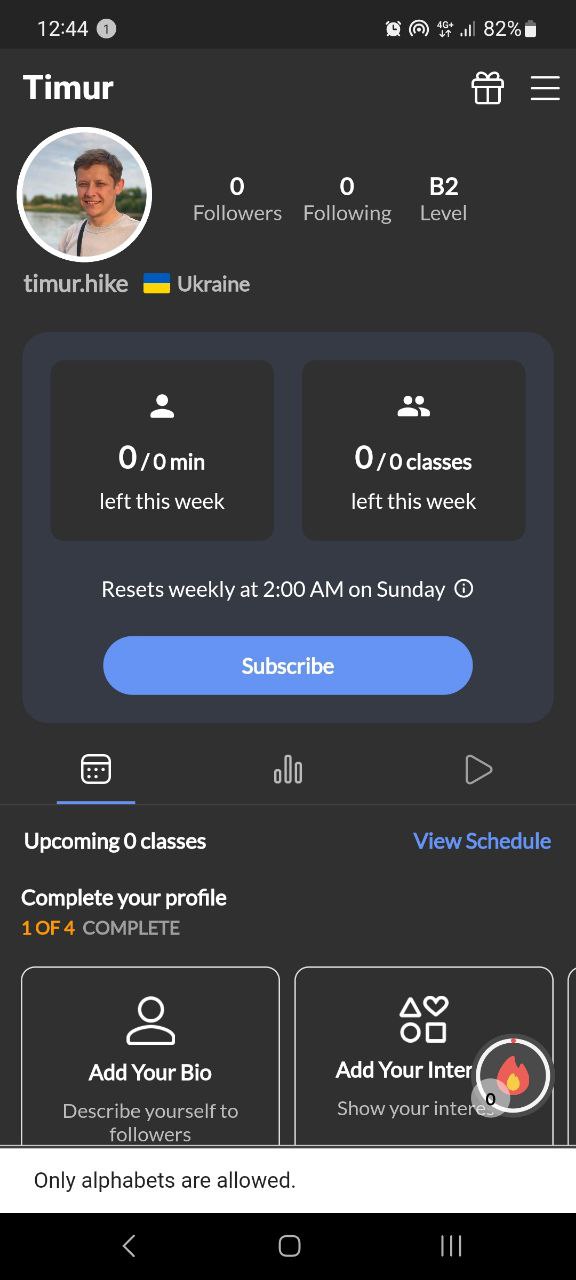 12:44 1 4G+ 82%
Timur
0 0 B2
Followers Following Level
timur.hike Ukraine
0 / 0 min 0 / 0 classes
left this week left this week
Resets weekly at 2:00 AM on Sunday
Subscribe
Upcoming 0 classes View Schedule
Complete your profile
1 OF 4 COMPLETE
Add Your Bio Add Your Inter
Describe yourself to Show your interes
followers
0
Only alphabets are allowed.